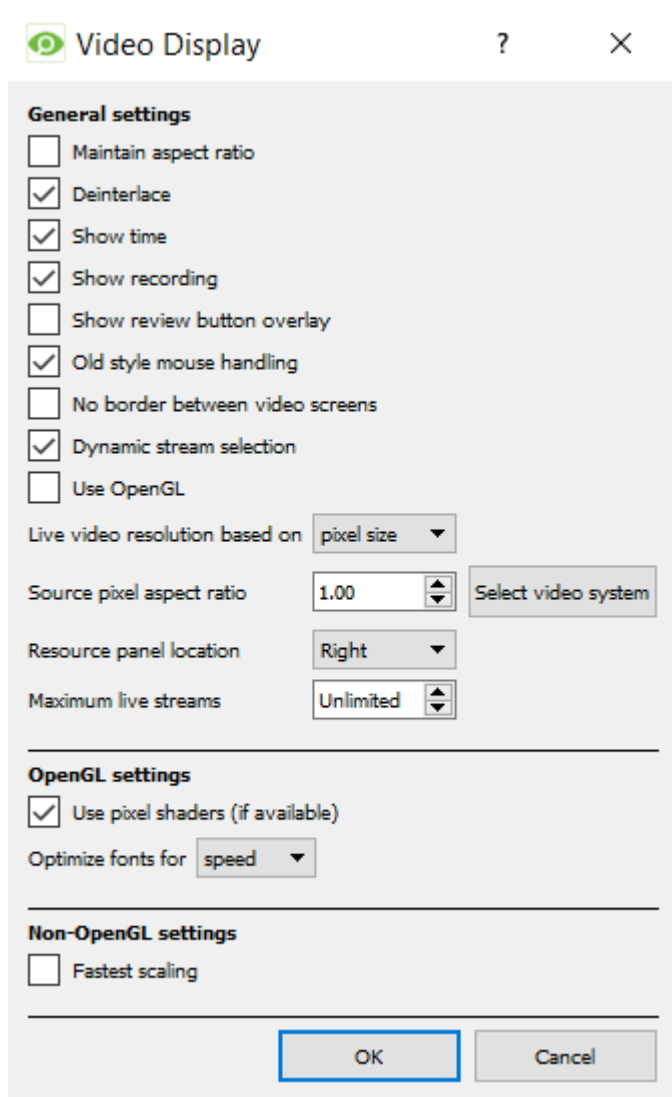 Video Display ?
General settings
Maintain aspect ratio
Deinterlace
Show time
Show recording
Show review button overlay
Old style mouse handling
No border between video screens
Dynamic stream selection
Use OpenGL
Live video resolution based on pixel size
Source pixel aspect ratio 1.00 Select video system
Resource panel location Right
Maximum live streams Unlimited
OpenGL settings
Use pixel shaders (if available)
Optimize fonts for speed
Non-OpenGL settings
Fastest scaling
OK Cancel